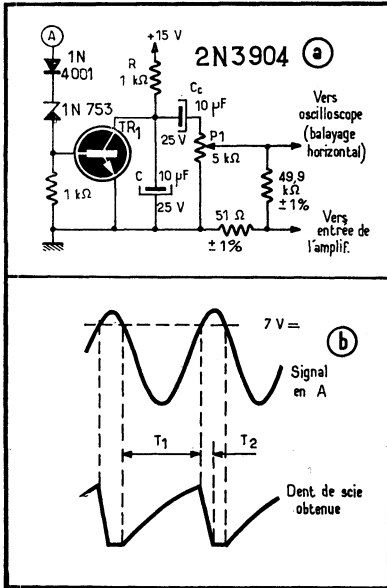 A
+15 V
2N3904
a
1N
4001
R
1 kΩ
Cc
10 µF
25 V
1N 753
TR1
P1
5 kΩ
Vers
oscilloscope
(balayage
horizontal)
1 kΩ
C
10 µF
25 V
49,9
kΩ
±1%
51 Ω
±1%
Vers
entrée de
l'amplif.
7 V=
b
Signal
en A
T1
T2
Dent de scie
obtenue